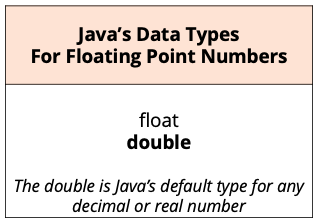 Java’s Data Types
For Floating Point Numbers
float
double
The double is Java’s default type for any
decimal or real number